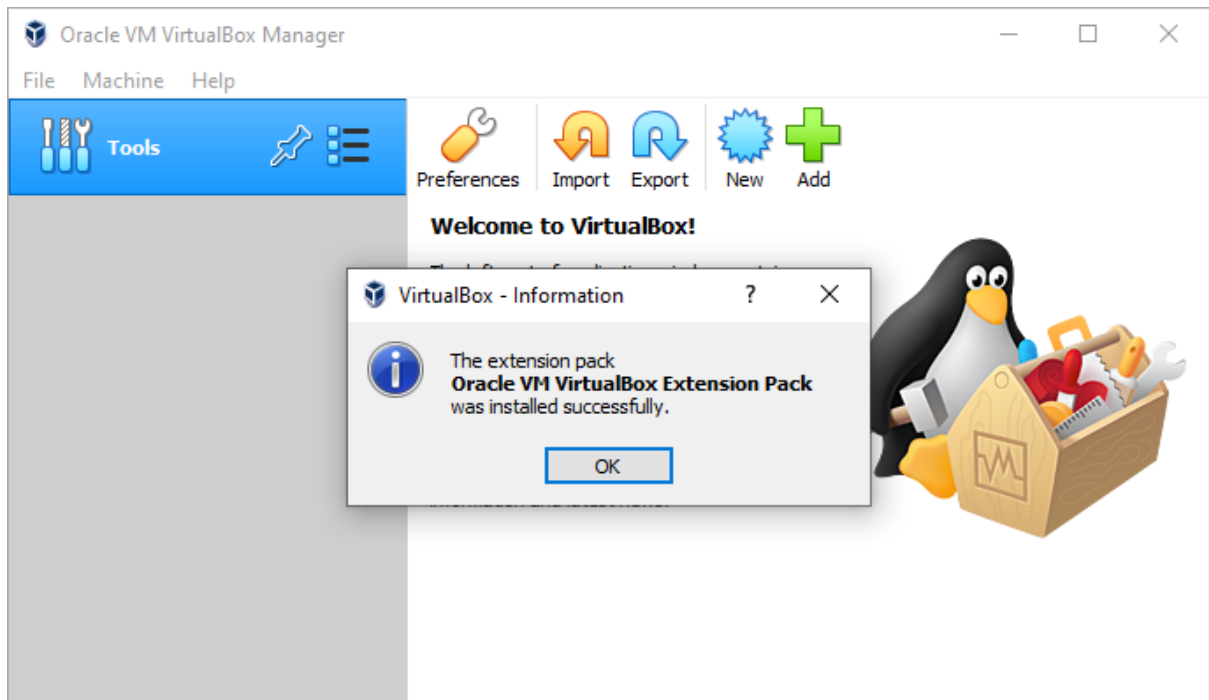 Oracle VM VirtualBox Manager
File Machine Help
Tools
Preferences Import Export New Add
Welcome to VirtualBox!
VirtualBox - Information
The extension pack
Oracle VM VirtualBox Extension Pack
was installed successfully.
OK